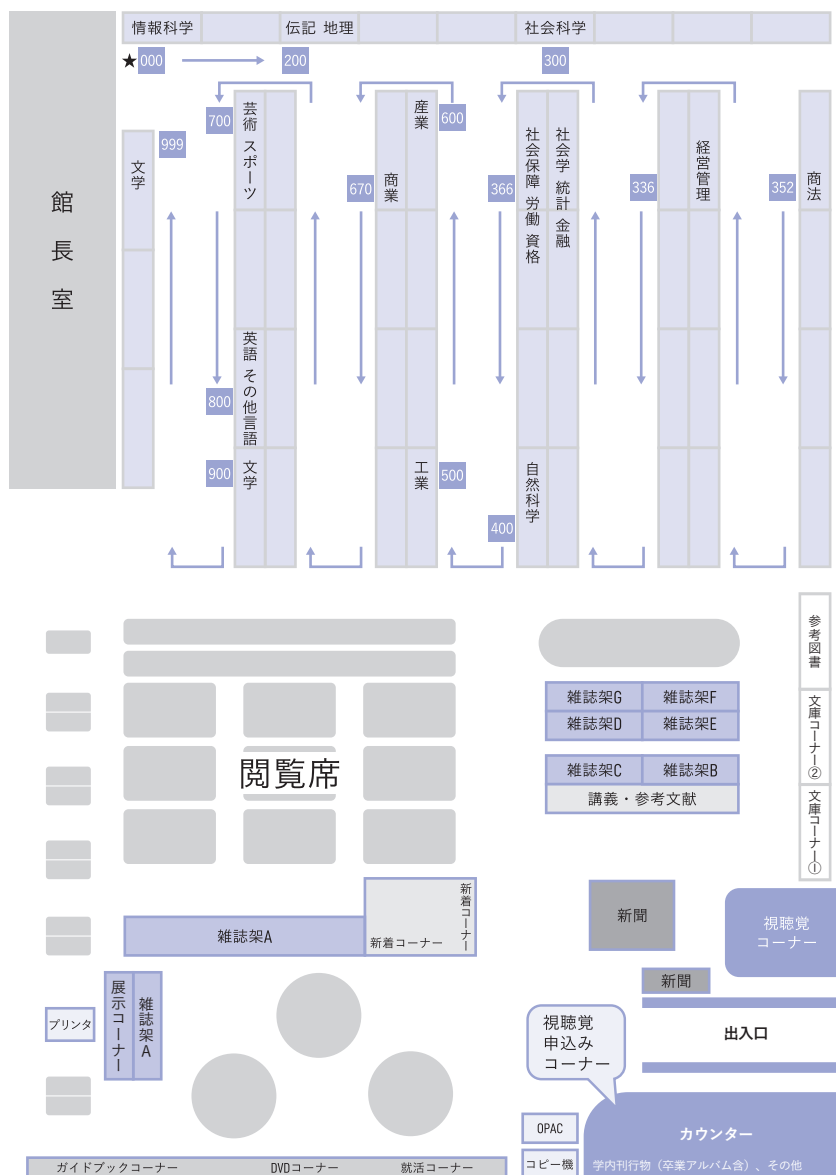 情報科学
伝記 地理
社会科学
★000
200
300
館長室
文学
999
700
芸術 スポーツ
800
英語 その他言語
900
文学
670
商業
産業
600
工業
500
366
社会保障 労働 資格
社会学 統計 金融
400
自然科学
336
経営管理
352
商法
参考図書
文庫コーナー②
文庫コーナー①
閲覧席
雑誌架G
雑誌架F
雑誌架D
雑誌架E
雑誌架C
雑誌架B
講義・参考文献
新着コーナー
新着コーナー
雑誌架A
新聞
視聴覚
コーナー
新聞
展示コーナー
雑誌架A
プリンタ
視聴覚
申込み
コーナー
出入口
OPAC
コピー機
カウンター
学内刊行物（卒業アルバム含）、その他
ガイドブックコーナー
DVDコーナー
就活コーナー